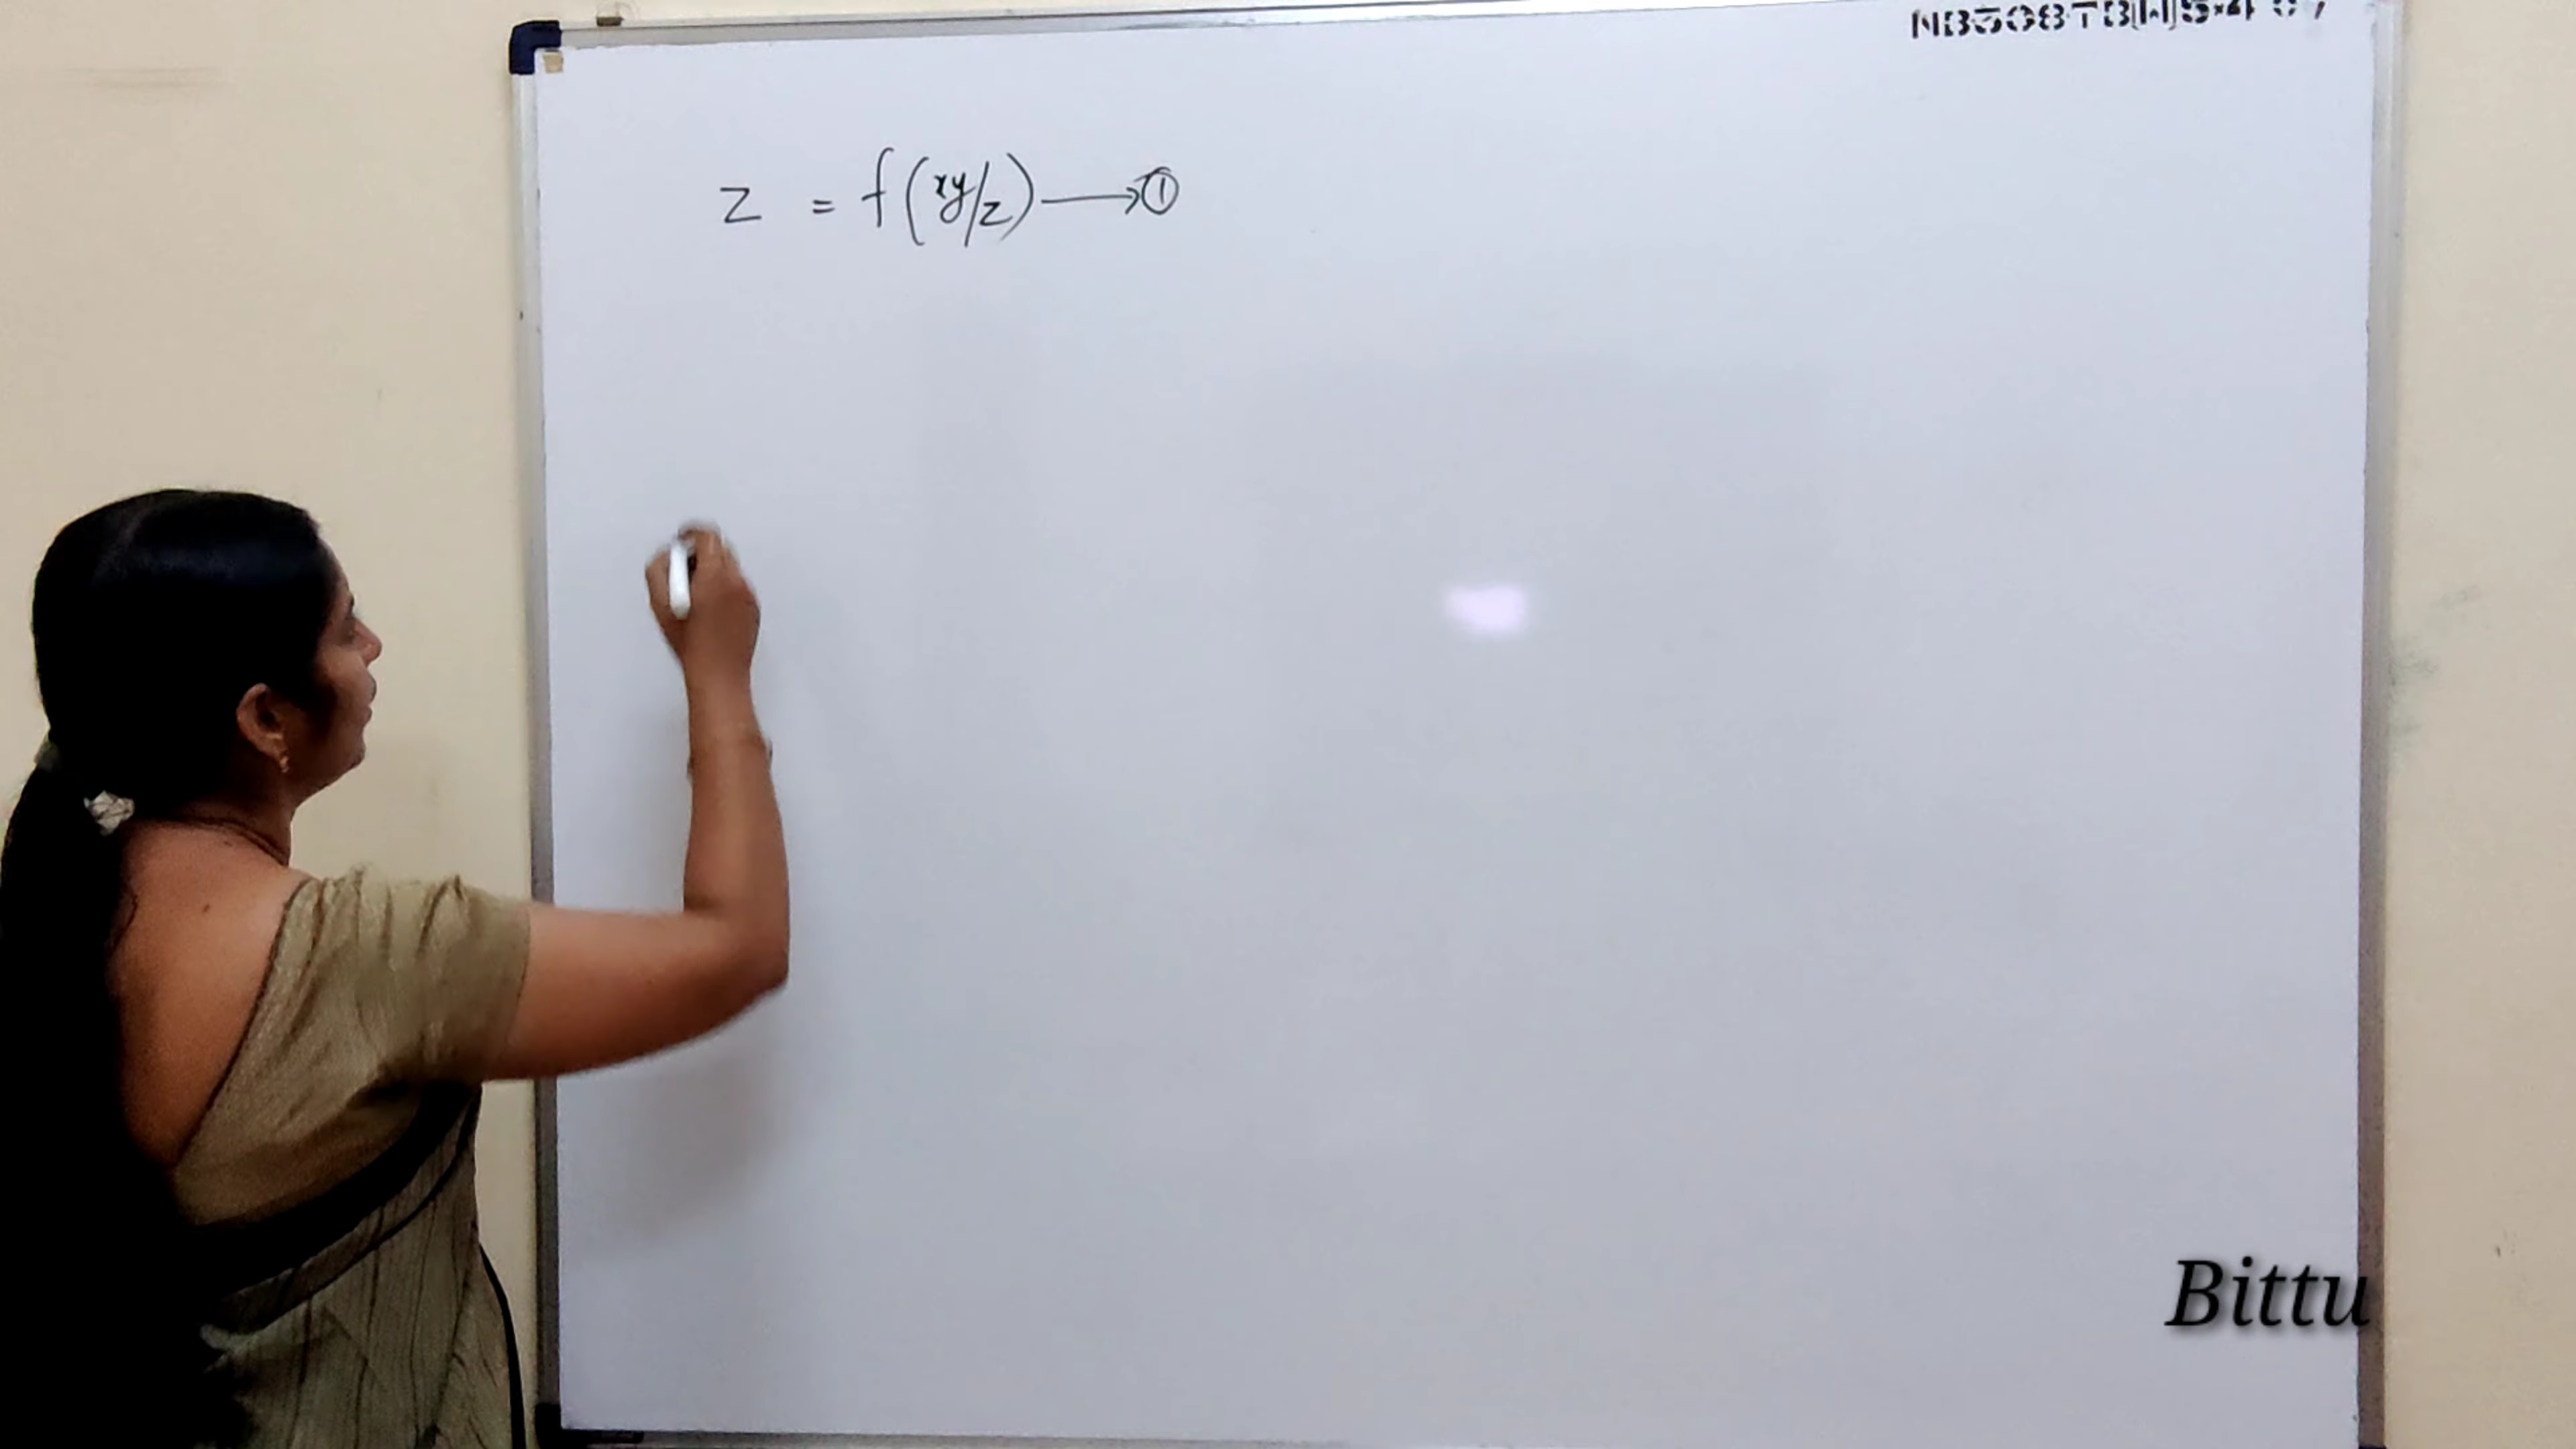 z = f(xy/z) ⟶ ①
Bittu